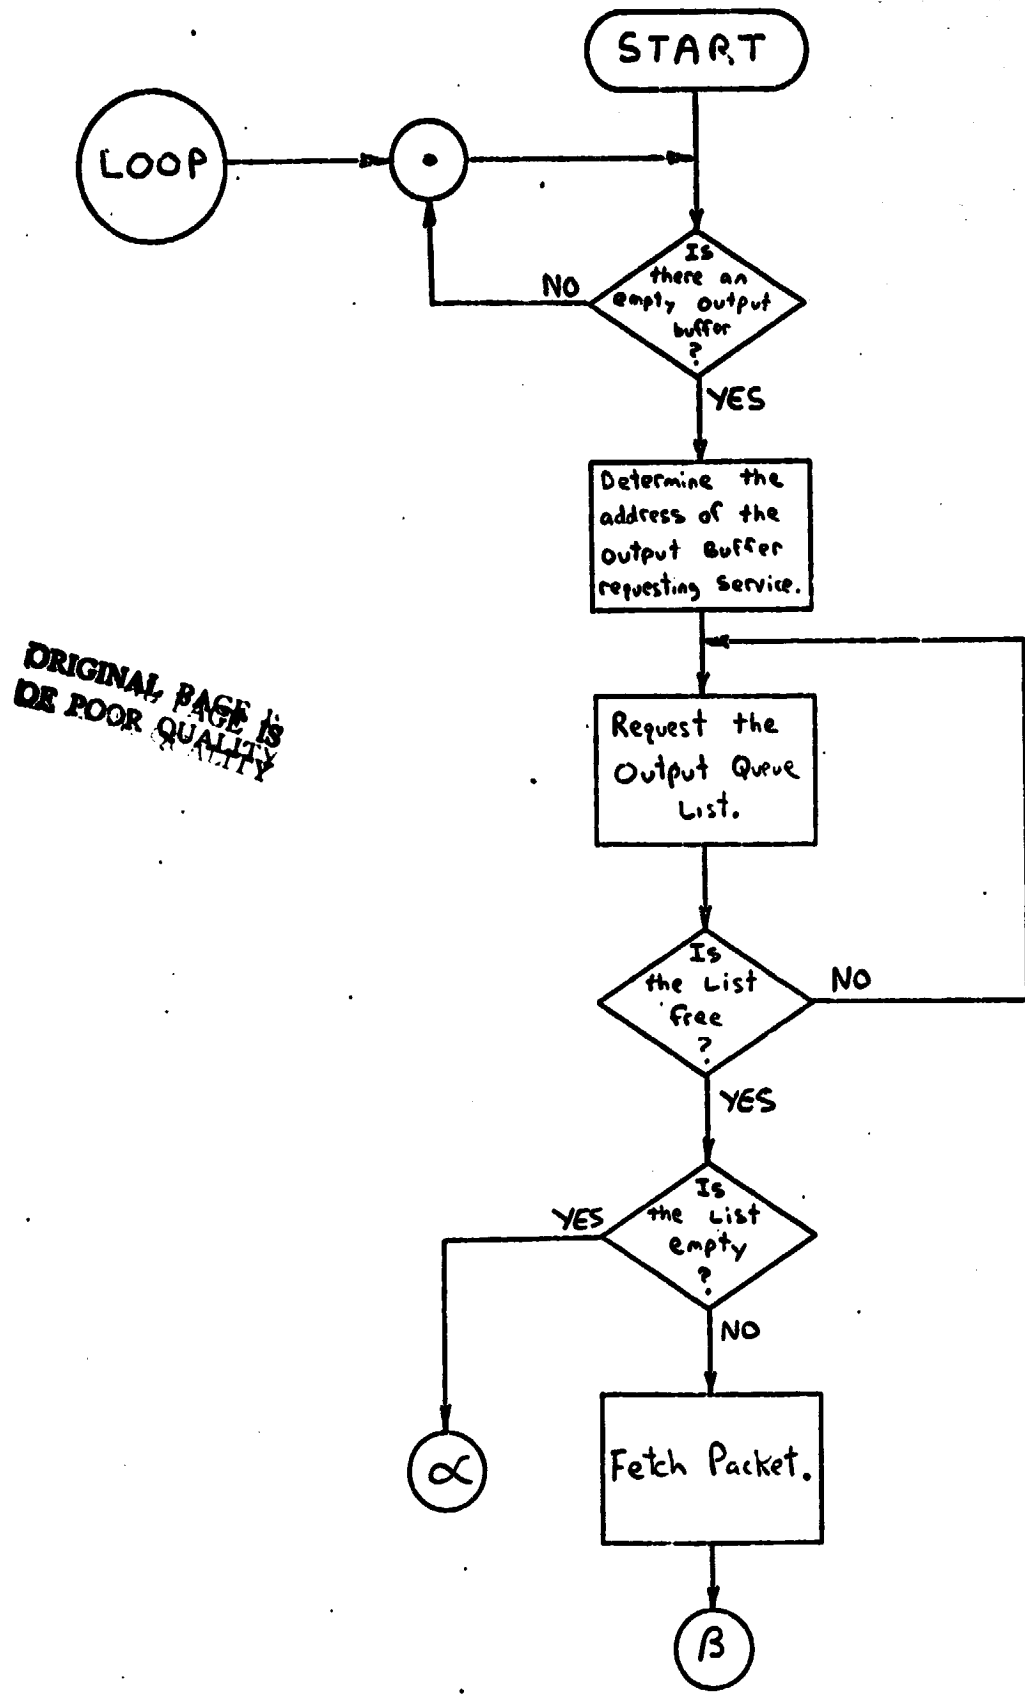 START
LOOP
Is
there an
empty output
buffer
?
NO
YES
Determine the
address of the
output Buffer
requesting Service.
ORIGINAL PAGE IS
OF POOR QUALITY
Request the
Output Queue
List.
Is
the List
free
?
NO
YES
Is
the List
empty
?
YES
NO
Fetch Packet.
α
β